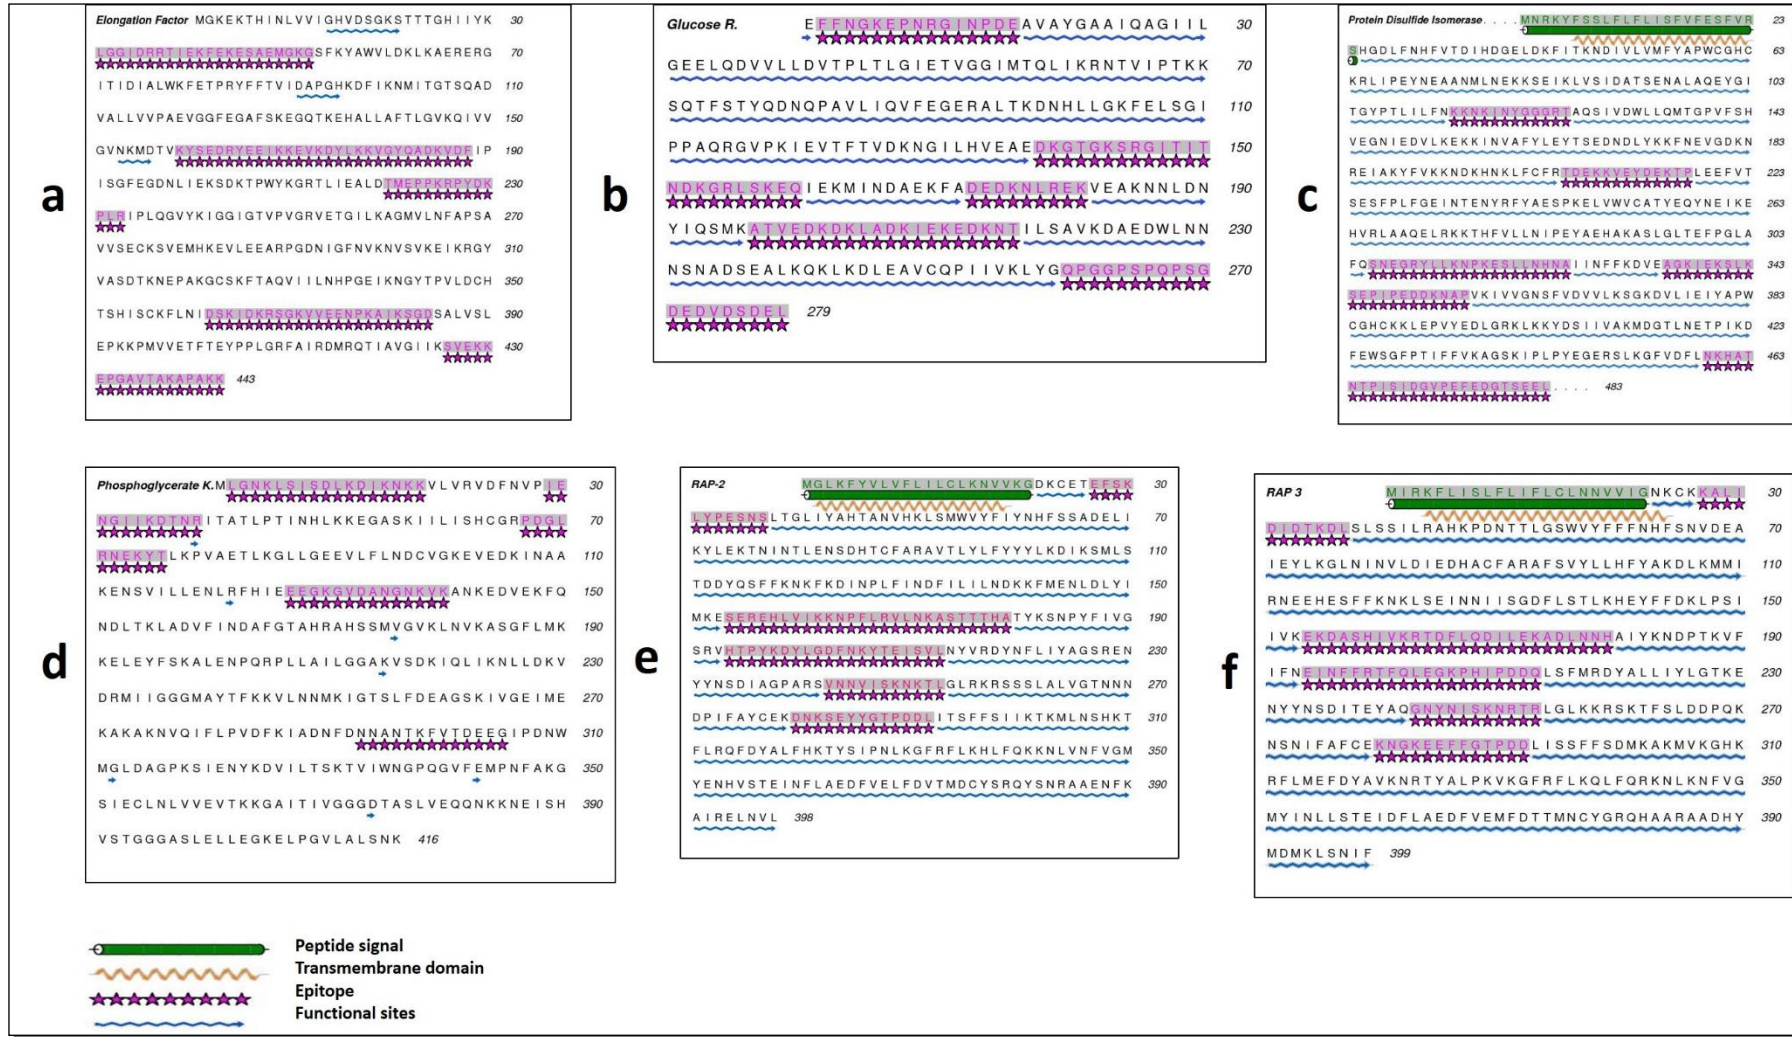 a
Elongation Factor MGKEKTHINLVVIGHVDSGKSTTTGHIIYK 30
LGGIDRRTIEKFEKESAEMGKGSFKYAWVLDKLKAERERG 70
ITIDIALWKFETPRYFFTVIDAPGHKDFIKNMITGTSQAD 110
VALLVVPAEVGGFEGAFSKEGQTKEHALLAFTLGVKQIVV 150
GVNKMDTVKYSEDRYEEIKKEVKDYLKKVGYQADKVDFIP 190
ISGFEGDNLIEKSDKTPWYKGRTLIEALDTMEPPKRPYDK 230
PLRIPLQGVYKIGGIGTVPVGRVETGILKAGMVLNFAPSA 270
VVSECKSVEMHKEVLEEARPGDNIGFNVKNVSVKEIKRGY 310
VASDTKNEPAKGCSKFTAQVIILNHPGEIKNGYTPVLDCH 350
TSHISCKFLNIDSKIDKRSGKVVEENPKAIKSGDSALVSL 390
EPKKPMVVETFTEYPPLGRFAIRDMRQTIAVGIIKSVEKK 430
EPGAVTAKAPAKK 443
b
Glucose R. EFFNGKEPNRGINPDEAVAYGAAIQAGIIL 30
GEELQDVVLLDVTPLTLGIETVGGIMTQLIKRNTVIPTKK 70
SQTFSTYQDNQPAVLIQVFEGERALTKDNHLLGKFELSGI 110
PPAQRGVPKIEVTFTVDKNGILHVEAEDKGTGKSRGITIT 150
NDKGRLSKEQIEKMINDAEKFADEDKNLREKVEAKNNLDN 190
YIQSMKATVEDKDKLADKIEKEDKNTILSAVKDAEDWLNN 230
NSNADSEALKQKLKDLEAVCQPIIVKLYGQPGGPSPQPSG 270
DEDVDSDEL 279
c
Protein Disulfide Isomerase.... MNRKYFSSLFLFLISFVFESFVR 23
SHGDLFNHFVTDIHDGELDKFITKNDIVLVMFYAPWCGHC 63
KRLIPEYNEAANMLNEKKSEIKLVSIDATSENALAQEYGI 103
TGYPTLILFNKKNKINYGGGRTAQSIVDWLLQMTGPVFSH 143
VEGNIEDVLKEKKINVAFYLEYTSEDNDLYKKFNEVGDKN 183
REIAKYFVKKNDKHNKLFCFRTDEKKVEYDEKTPLEEFVT 223
SESFPLFGEINTENYRFYAESPKELVWVCATYEQYNEIKE 263
HVRLAAQELRKKTHFVLLNIPEYAEHAKASLGLTEFPGLA 303
FQSNEGRYLLKNPKESLLNHNAIINFFKDVEAGKIEKSLK 343
SEPIPEDDKNAPVKIVVGNSFVDVVLKSGKDVLIEIYAPW 383
CGHCKKLEPVYEDLGRKLKKYDSIIVAKMDGTLNETPIKD 423
FEWSGFPTIFFVKAGSKIPLPYEGERSLKGFVDFLNKHAT 463
NTPISIDGVPEFEDGTSEEL.... 483
d
Phosphoglycerate K. MLGNKLSISDLKDIKNKKVLVRVDFNVPIE 30
NGIIKDTNRITATLPTINHLKKEGASKIILISHCGRPDGL 70
RNEKYTLKPVAETLKGLLGEEVLFLNDCVGKEVEDKINAA 110
KENSVILLENLRFHIEEEGKGVDANGNKVKANKEDVEKFQ 150
NDLTKLADVFINDAFGTAHRAHSSMVGVKLNVKASGFLMK 190
KELEYFSKALENPQRPLLAILGGAKVSDKIQLIKNLLDKV 230
DRMIIGGGMAYTFKKVLNNMKIGTSLFDEAGSKIVGEIME 270
KAKAKNVQIFLPVDFKIADNFDNNANTKFVTDEEGIPDNW 310
MGLDAGPKSIENYKDVILTSKTVIWNGPQGVFEMPNFAKG 350
SIECLNLVVEVTKKGAITIVGGGDTASLVEQQNKKNEISH 390
VSTGGGASLELLEGKELPGVLALSNK 416
e
RAP-2 MGLKFYVLVFLILCLKNVVKGDKCETEFSK 30
LYPESNSLTGLIYAHTANVHKLSMWVYFIYNHFSSADELI 70
KYLEKTNINTLENSDHTCFARAVTLYLFYYYLKDIKSMLS 110
TDDYQSFFKNKFKDINPLFINDFILILNDKKFMENLDLYI 150
MKESEREHLVIKKNPFLRVLNKASTTTHATYKSNPYFIVG 190
SRVHTPYKDYLGDFNKYTEISVLNYVRDYNFLIYAGSREN 230
YYNSDIAGPARSVNNVISKNKTLGLRKRSSSLALVGTNNN 270
DPIFAYCEKDNKSEYYGTPDDLITSFFSIIKTKMLNSHKT 310
FLRQFDYALFHKTYSIPNLKGFRFLKHLFQKKNLVNFVGM 350
YENHVSTEINFLAEDFVELFDVTMDCYSRQYSNRAAENFK 390
AIRELNVL 398
f
RAP 3 MIRKFLISLFLIFLCLNNVVIGNKCKKALI 30
DIDTKDLSLSSILRAHKPDNTTLGSWVYFFFNHFSNVDEA 70
IEYLKGLNINVLDIEDHACFARAFSVYLLHFYAKDLKMMI 110
RNEEHESFFKNKLSEINNIISGDFLSTLKHEYFFDKLPSI 150
IVKEKDASHIVKRTDFLQDILEKADLNNHAIYKNDPTKVF 190
IFNEINFFRTFQLEGKPHIPDDQLSFMRDYALLIYLGTKE 230
NYYNSDITEYAQGNYNISKNRTRLGLKKRSKTFSLDDPQK 270
NSNIFAFCEKNGKEEFFGTPDDLISSFFSDMKAKMVKGHK 310
RFLMEFDYAVKNRTYALPKVKGFRFLKQLFQRKNLKNFVG 350
MYINLLSTEIDFLAEDFVEMFDTTMNCYGRQHAARAADHY 390
MDMKLSNIF 399
Peptide signal
Transmembrane domain
Epitope
Functional sites